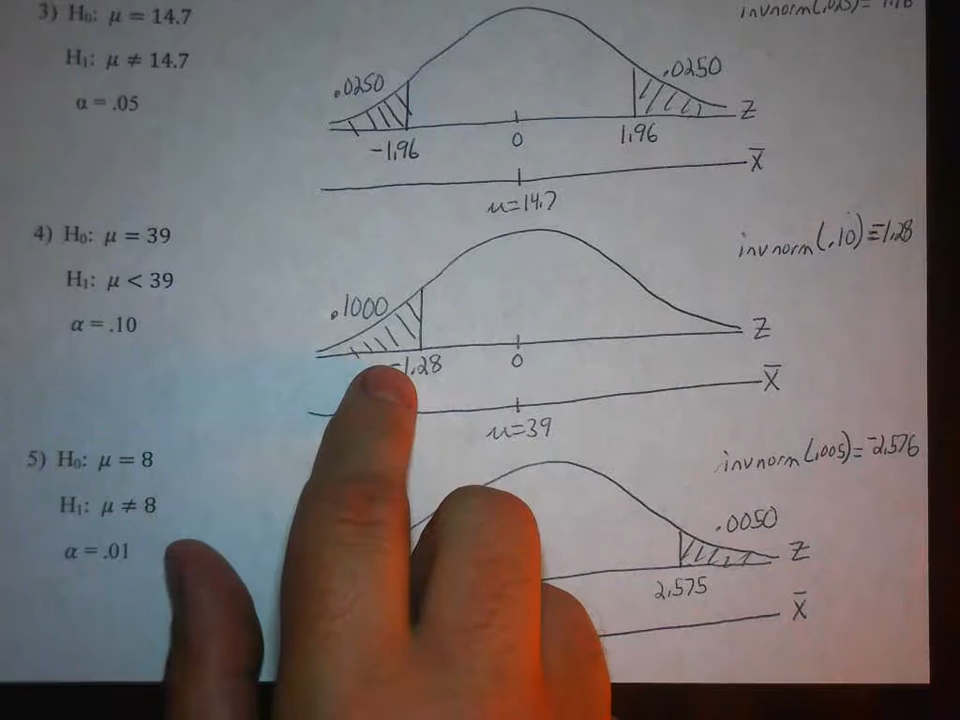 3) H₀: μ = 14.7
H₁: μ ≠ 14.7
α = .05
.0250
.0250
-1.96
0
1.96
Z
X̄
μ=14.7
4) H₀: μ = 39
H₁: μ < 39
α = .10
invnorm(.10)=-1.28
.1000
-1.28
0
Z
X̄
μ=39
5) H₀: μ = 8
H₁: μ ≠ 8
α = .01
invnorm(.005)=-2.576
.0050
2.575
Z
X̄